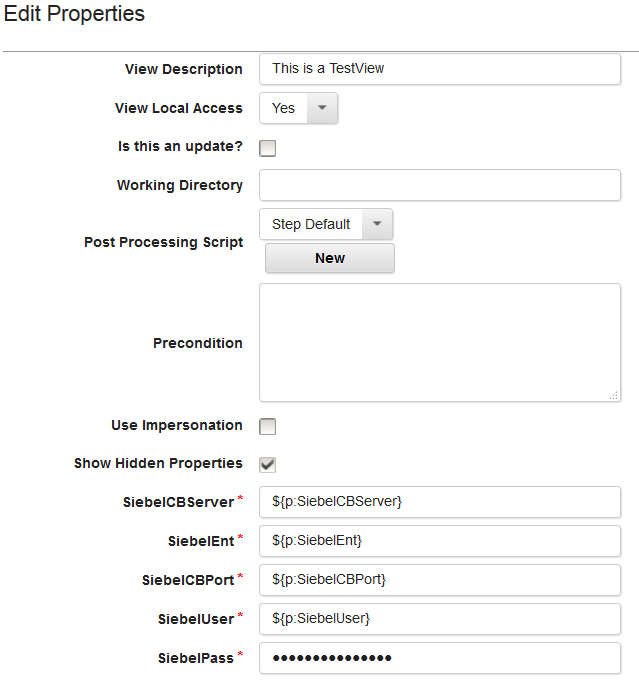 Edit Properties
View Description This is a TestView
View Local Access Yes
Is this an update?
Working Directory
Step Default
Post Processing Script
New
Precondition
Use Impersonation
Show Hidden Properties
SiebelCBServer * ${p:SiebelCBServer}
SiebelEnt * ${p:SiebelEnt}
SiebelCBPort * ${p:SiebelCBPort}
SiebelUser * ${p:SiebelUser}
SiebelPass * ●●●●●●●●●●●●●●●